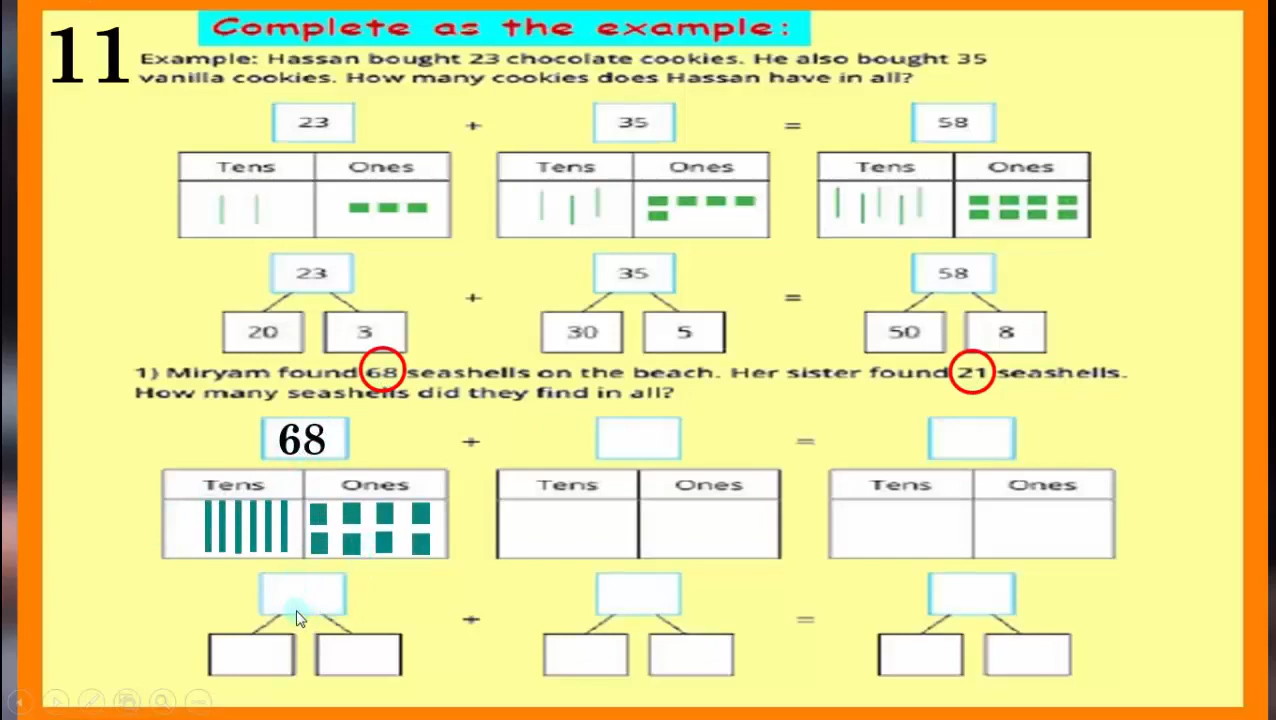 Complete as the example:
11
Example: Hassan bought 23 chocolate cookies. He also bought 35
vanilla cookies. How many cookies does Hassan have in all?
23 + 35 = 58
Tens Ones Tens Ones Tens Ones
23 + 35 = 58
20 3 30 5 50 8
1) Miryam found 68 seashells on the beach. Her sister found 21 seashells.
How many seashells did they find in all?
68 + =
Tens Ones Tens Ones Tens Ones
+ =